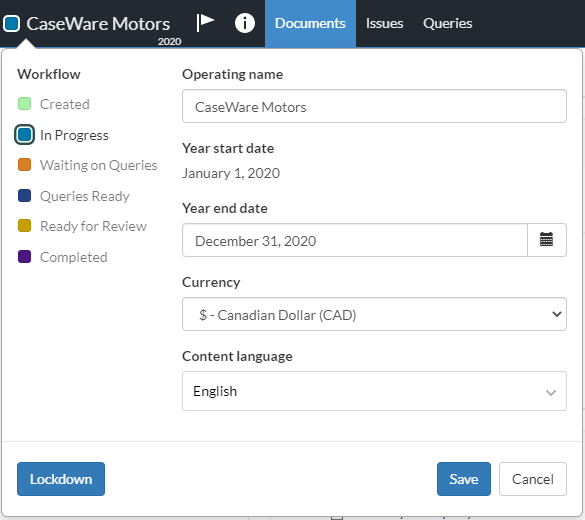 CaseWare Motors
2020
Documents
Issues
Queries
Workflow
Created
In Progress
Waiting on Queries
Queries Ready
Ready for Review
Completed
Operating name
CaseWare Motors
Year start date
January 1, 2020
Year end date
December 31, 2020
Currency
$ - Canadian Dollar (CAD)
Content language
English
Lockdown
Save
Cancel